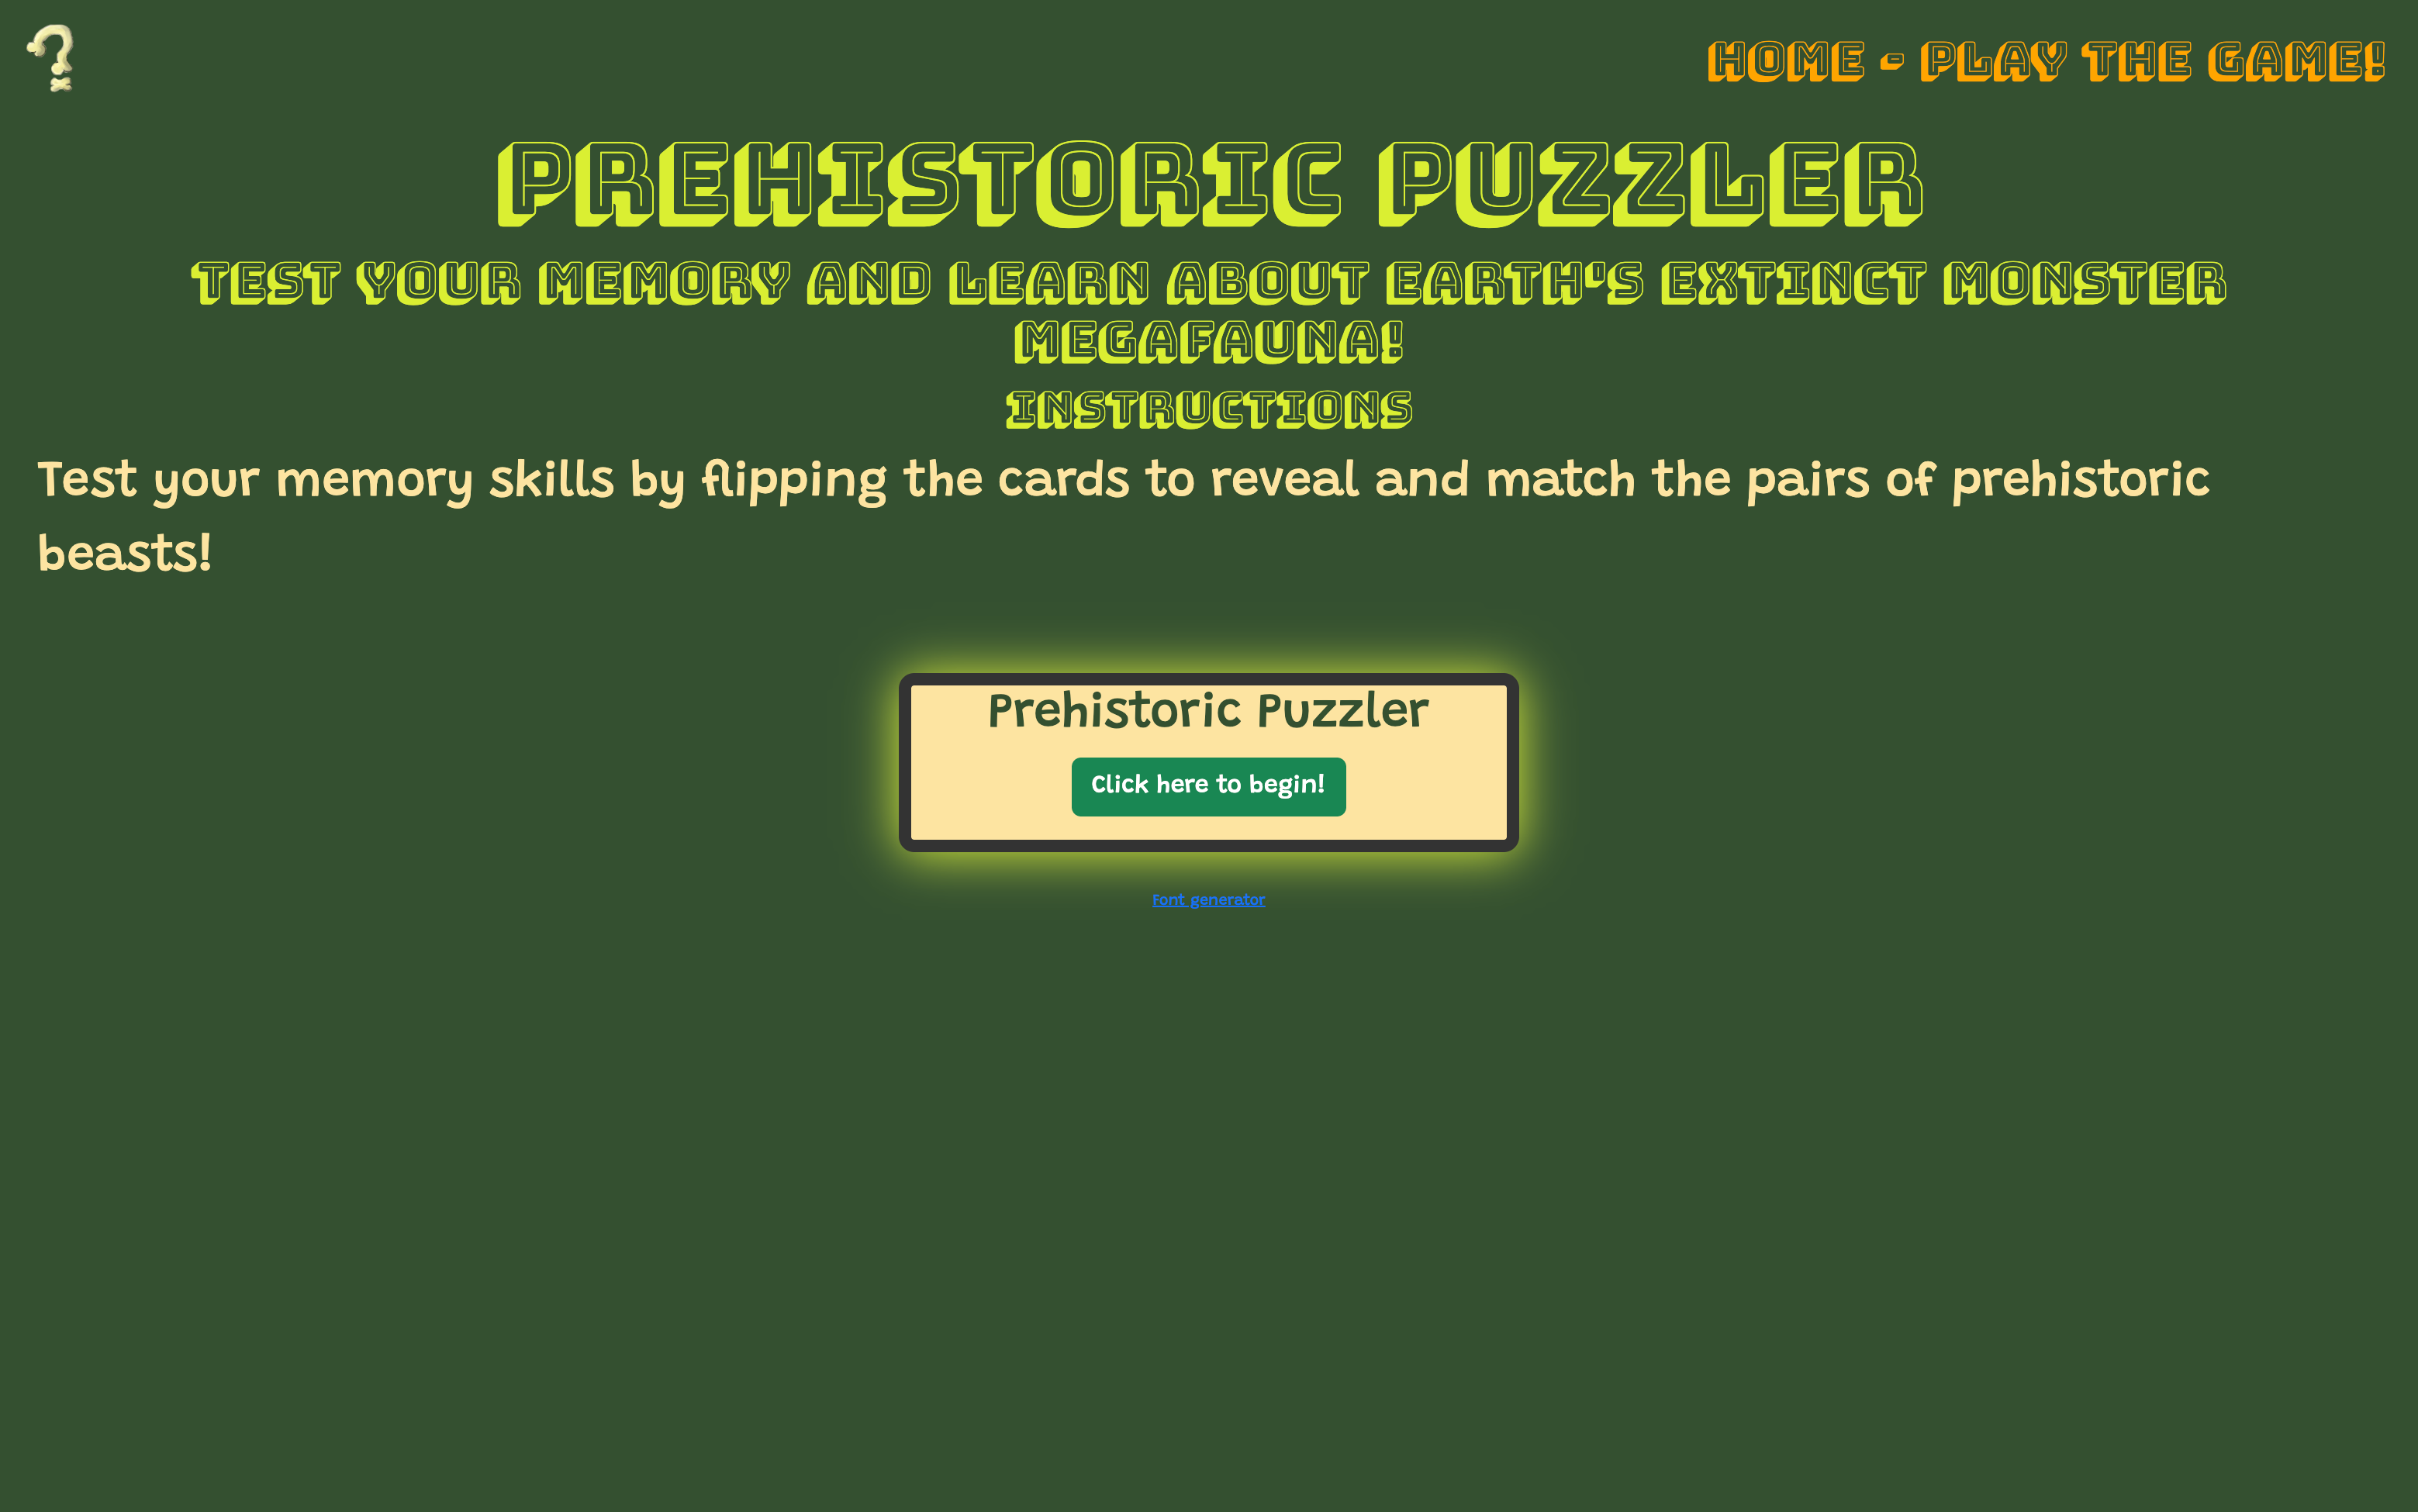 HOME - PLAY THE GAME!
PREHISTORIC PUZZLER
TEST YOUR MEMORY AND LEARN ABOUT EARTH'S EXTINCT MONSTER
MEGAFAUNA!
INSTRUCTIONS
Test your memory skills by flipping the cards to reveal and match the pairs of prehistoric
beasts!
Prehistoric Puzzler
Click here to begin!
Font generator